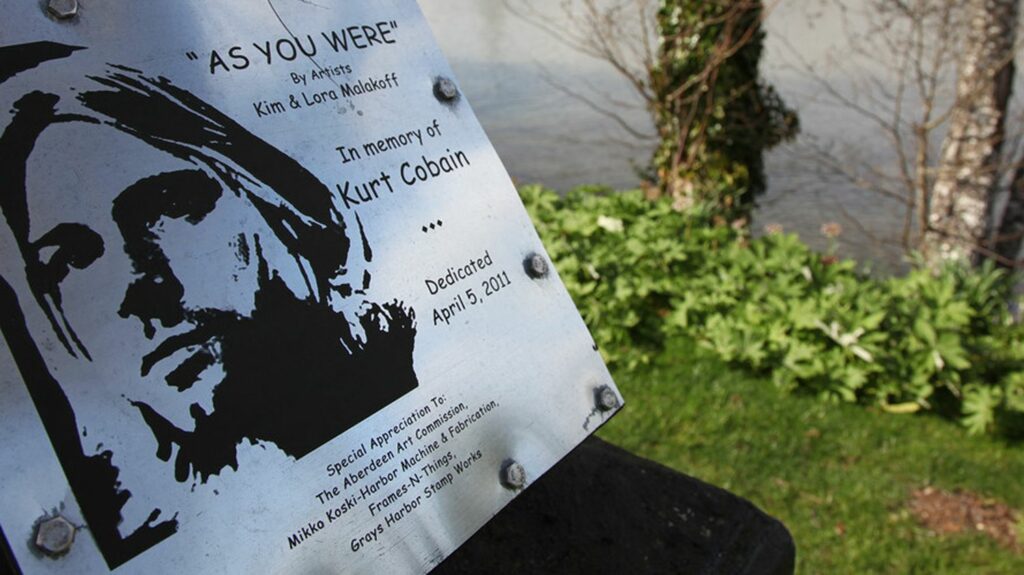 "AS YOU WERE"
By Artists
Kim & Lora Malakoff
In memory of
Kurt Cobain
Dedicated
April 5, 2011
Special Appreciation To:
The Aberdeen Art Commission,
Mikko Koski-Harbor Machine & Fabrication,
Frames-N-Things,
Grays Harbor Stamp Works